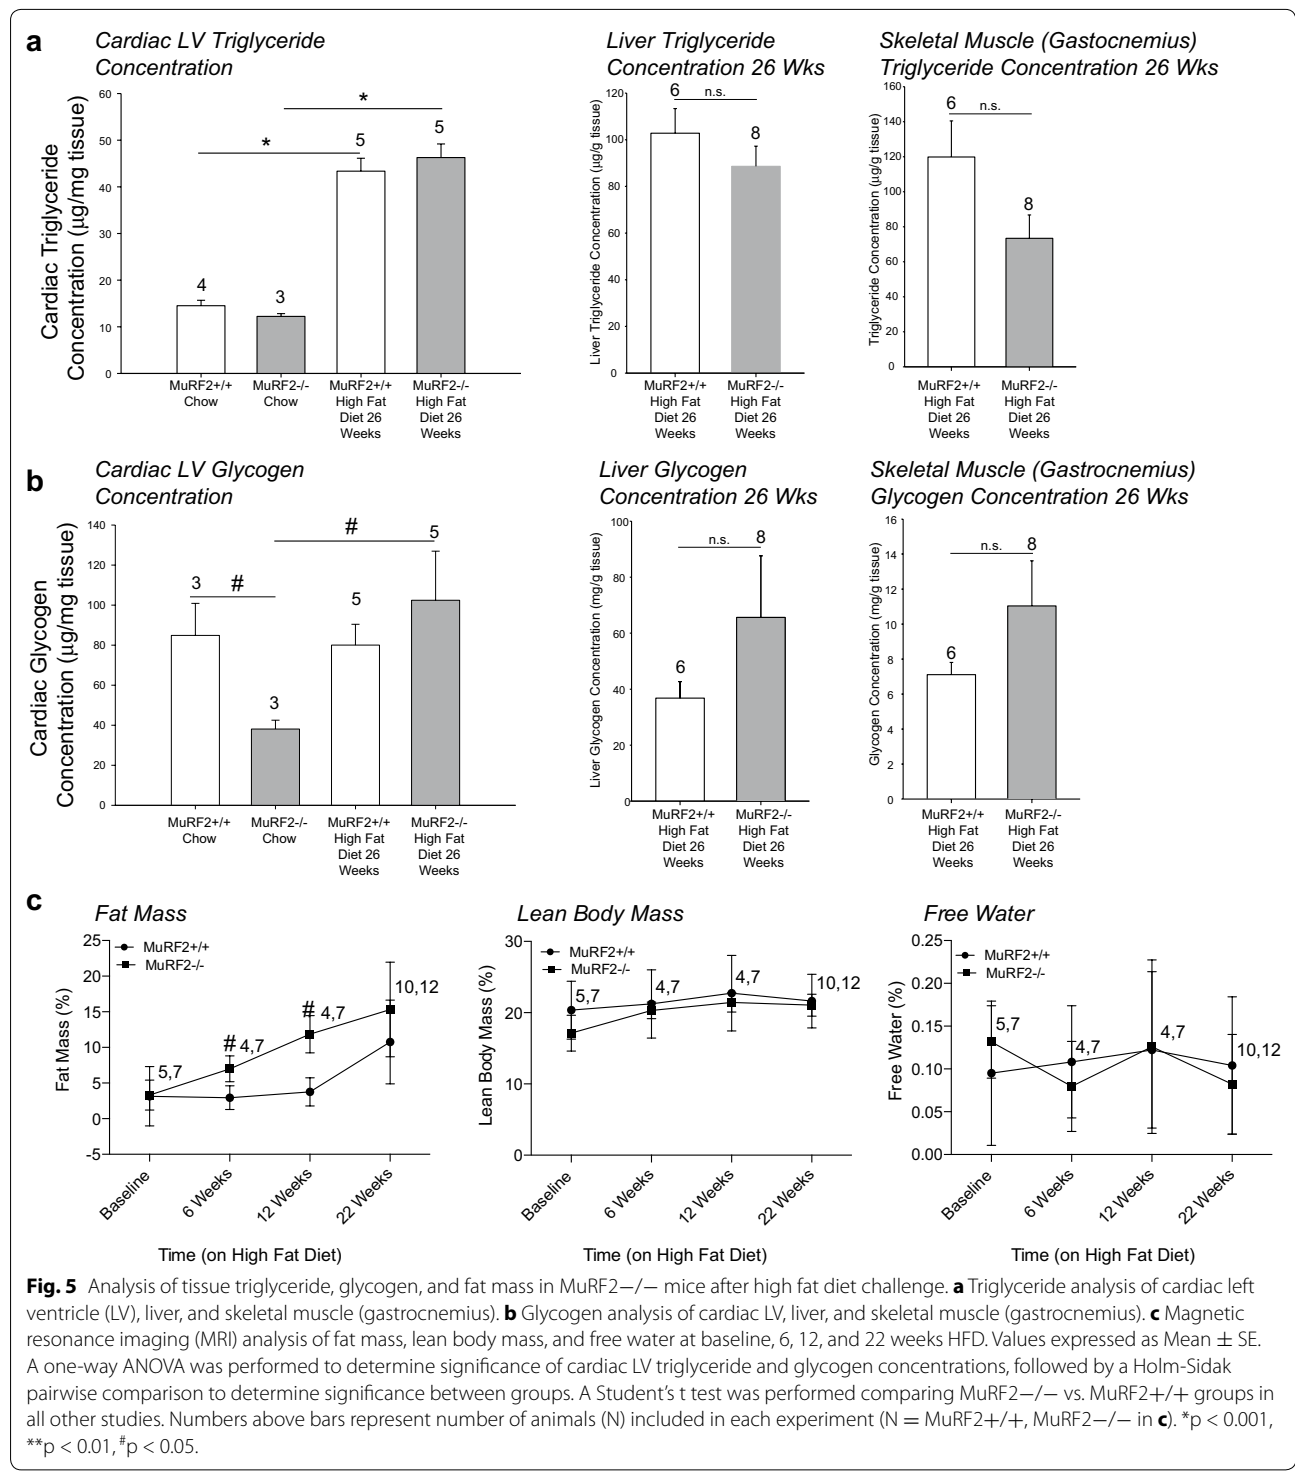 a
Cardiac LV Triglyceride
Concentration
Cardiac Triglyceride
Concentration (µg/mg tissue)
60
50
40
30
20
10
0
4
3
5
5
*
*
MuRF2+/+
Chow
MuRF2-/-
Chow
MuRF2+/+
High Fat
Diet 26
Weeks
MuRF2-/-
High Fat
Diet 26
Weeks
Liver Triglyceride
Concentration 26 Wks
Liver Triglyceride Concentration (µg/g tissue)
120
100
80
60
40
20
0
6
n.s.
8
MuRF2+/+
High Fat
Diet 26
Weeks
MuRF2-/-
High Fat
Diet 26
Weeks
Skeletal Muscle (Gastocnemius)
Triglyceride Concentration 26 Wks
Triglyceride Concentration (µg/g tissue)
160
140
120
100
80
60
40
20
0
6
n.s.
8
MuRF2+/+
High Fat
Diet 26
Weeks
MuRF2-/-
High Fat
Diet 26
Weeks
b
Cardiac LV Glycogen
Concentration
Cardiac Glycogen
Concentration (µg/mg tissue)
140
120
100
80
60
40
20
0
3
#
3
5
#
5
MuRF2+/+
Chow
MuRF2-/-
Chow
MuRF2+/+
High Fat
Diet 26
Weeks
MuRF2-/-
High Fat
Diet 26
Weeks
Liver Glycogen
Concentration 26 Wks
Liver Glycogen Concentration (mg/g tissue)
100
80
60
40
20
0
6
n.s.
8
MuRF2+/+
High Fat
Diet 26
Weeks
MuRF2-/-
High Fat
Diet 26
Weeks
Skeletal Muscle (Gastrocnemius)
Glycogen Concentration 26 Wks
Glycogen Concentration (mg/g tissue)
16
14
12
10
8
6
4
2
0
6
n.s.
8
MuRF2+/+
High Fat
Diet 26
Weeks
MuRF2-/-
High Fat
Diet 26
Weeks
c
Fat Mass
Fat Mass (%)
25
20
15
10
5
0
-5
MuRF2+/+
MuRF2-/-
5,7
# 4,7
# 4,7
10,12
Baseline
6 Weeks
12 Weeks
22 Weeks
Time (on High Fat Diet)
Lean Body Mass
Lean Body Mass (%)
30
20
10
0
MuRF2+/+
MuRF2-/-
5,7
4,7
4,7
10,12
Baseline
6 Weeks
12 Weeks
22 Weeks
Time (on High Fat Diet)
Free Water
Free Water (%)
0.25
0.20
0.15
0.10
0.05
0.00
MuRF2+/+
MuRF2-/-
5,7
4,7
4,7
10,12
Baseline
6 Weeks
12 Weeks
22 Weeks
Time (on High Fat Diet)
Fig. 5 Analysis of tissue triglyceride, glycogen, and fat mass in MuRF2−/− mice after high fat diet challenge. a Triglyceride analysis of cardiac left
ventricle (LV), liver, and skeletal muscle (gastrocnemius). b Glycogen analysis of cardiac LV, liver, and skeletal muscle (gastrocnemius). c Magnetic
resonance imaging (MRI) analysis of fat mass, lean body mass, and free water at baseline, 6, 12, and 22 weeks HFD. Values expressed as Mean ± SE.
A one-way ANOVA was performed to determine significance of cardiac LV triglyceride and glycogen concentrations, followed by a Holm-Sidak
pairwise comparison to determine significance between groups. A Student's t test was performed comparing MuRF2−/− vs. MuRF2+/+ groups in
all other studies. Numbers above bars represent number of animals (N) included in each experiment (N = MuRF2+/+, MuRF2−/− in c). *p < 0.001,
**p < 0.01, #p < 0.05.